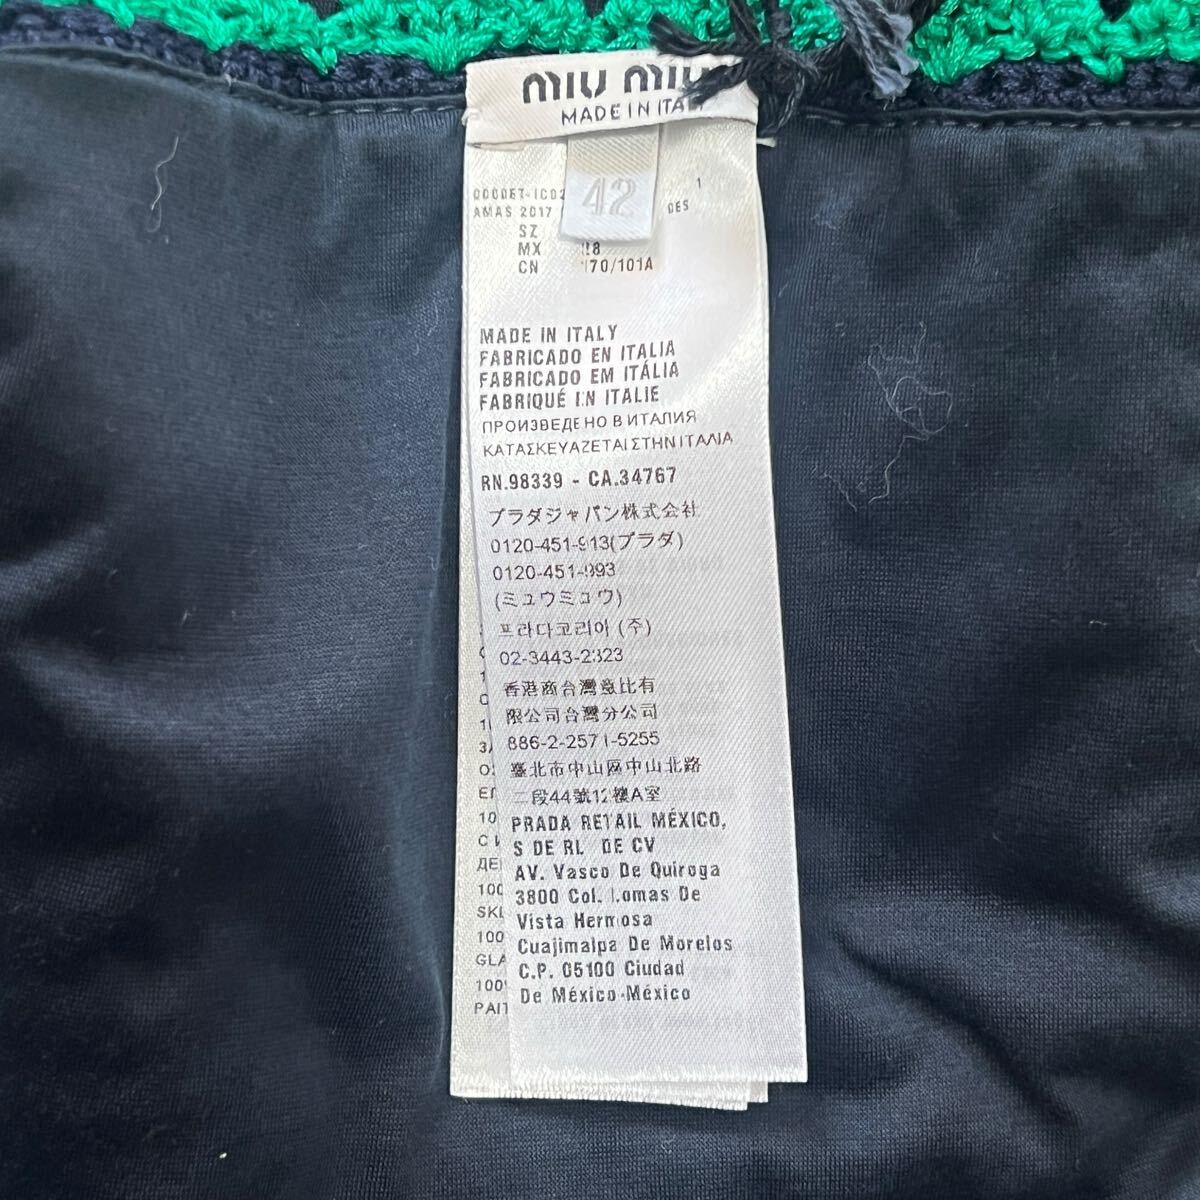 miu miu
MADE IN ITALY
42
1
AMAS 2017
DES
SZ
MX
CN 170/101A
MADE IN ITALY
FABRICADO EN ITALIA
FABRICADO EM ITÁLIA
FABRIQUÉ EN ITALIE
ПРОИЗВЕДЕНО В ИТАЛИЯ
ΚΑΤΑΣΚΕΥΑΖΕΤΑΙ ΣΤΗΝ ΙΤΑΛΙΑ
RN.98339 - CA.34767
プラダジャパン株式会社
0120-451-913(プラダ)
0120-451-993
(ミュウミュウ)
프라다코리아 (주)
02-3443-2323
香港商台灣意比有
限公司台灣分公司
886-2-2571-5255
臺北市中山區中山北路
二段44號12樓A室
PRADA RETAIL MÉXICO,
S DE RL DE CV
AV. Vasco De Quiroga
3800 Col. Lomas De
Vista Hermosa
Cuajimalpa De Morelos
C.P. 05100 Ciudad
De México-México